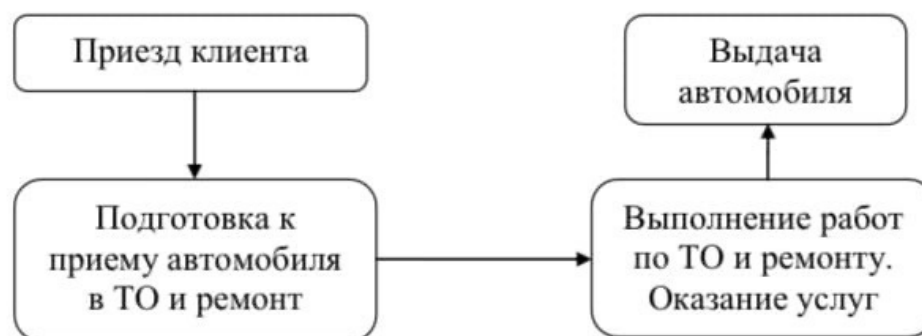 Приезд клиента
Подготовка к
приему автомобиля
в ТО и ремонт
Выполнение работ
по ТО и ремонту.
Оказание услуг
Выдача
автомобиля